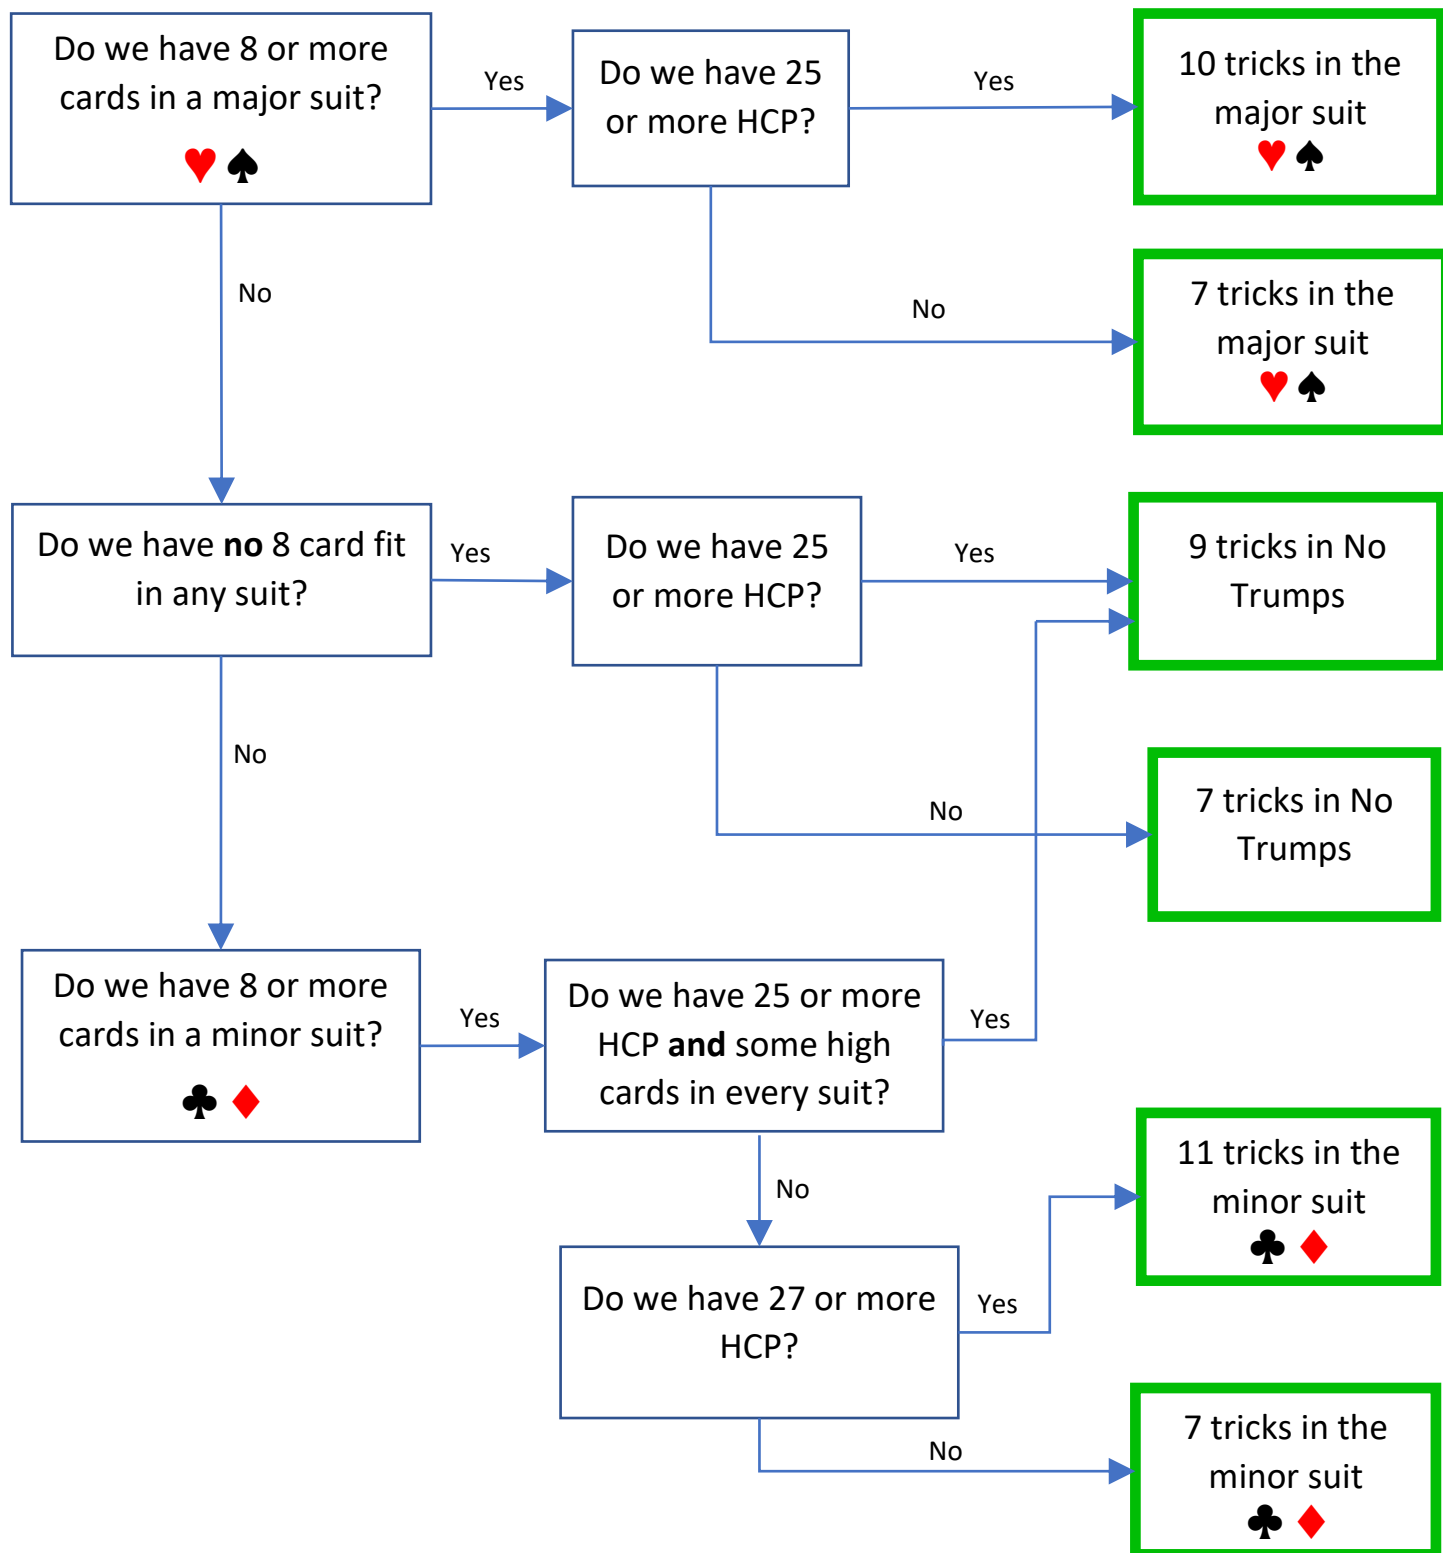 Do we have 8 or more
cards in a major suit?
♥ ♠
Yes
Do we have 25
or more HCP?
Yes
10 tricks in the
major suit
♥ ♠
No
No
7 tricks in the
major suit
♥ ♠
Do we have no 8 card fit
in any suit?
Yes
Do we have 25
or more HCP?
Yes
9 tricks in No
Trumps
No
No
7 tricks in No
Trumps
Do we have 8 or more
cards in a minor suit?
♣ ♦
Yes
Do we have 25 or more
HCP and some high
cards in every suit?
Yes
No
Do we have 27 or more
HCP?
Yes
11 tricks in the
minor suit
♣ ♦
No
7 tricks in the
minor suit
♣ ♦